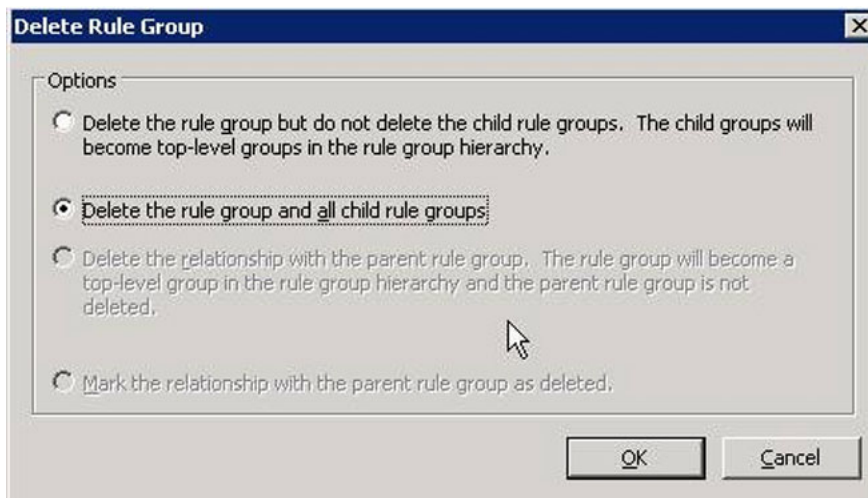 Delete Rule Group
Options
Delete the rule group but do not delete the child rule groups.  The child groups will
become top-level groups in the rule group hierarchy.
Delete the rule group and all child rule groups
Delete the relationship with the parent rule group.  The rule group will become a
top-level group in the rule group hierarchy and the parent rule group is not
deleted.
Mark the relationship with the parent rule group as deleted.
OK
Cancel